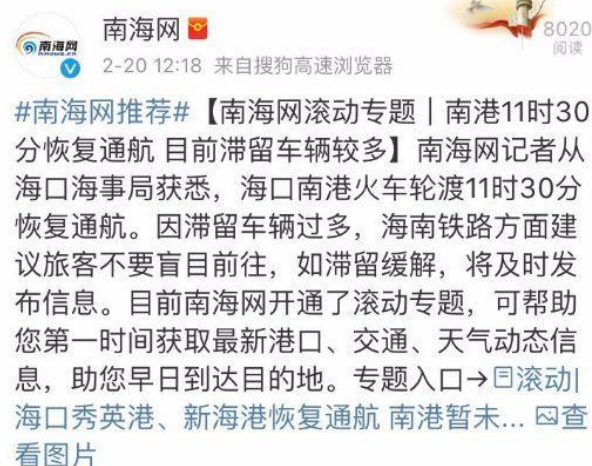 南海网
8020
阅读
南海网
2-20 12:18 来自搜狗高速浏览器
#南海网推荐#【南海网滚动专题｜南港11时30
分恢复通航 目前滞留车辆较多】南海网记者从
海口海事局获悉，海口南港火车轮渡11时30分
恢复通航。因滞留车辆过多，海南铁路方面建
议旅客不要盲目前往，如滞留缓解，将及时发
布信息。目前南海网开通了滚动专题，可帮助
您第一时间获取最新港口、交通、天气动态信
息，助您早日到达目的地。专题入口→滚动|
海口秀英港、新海港恢复通航 南港暂未... 查
看图片